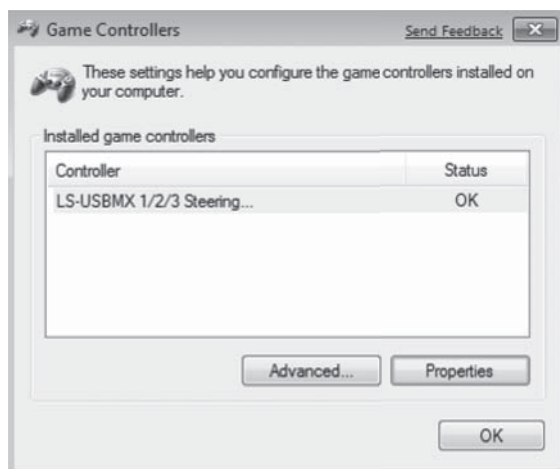 Game Controllers
Send Feedback
These settings help you configure the game controllers installed on
your computer.
Installed game controllers
Controller Status
LS-USBMX 1/2/3 Steering... OK
Advanced... Properties
OK